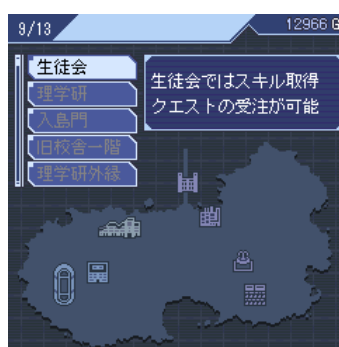 9/13
12966 G
生徒会
理学研
入島門
旧校舎一階
理学研外縁
生徒会ではスキル取得
クエストの受注が可能